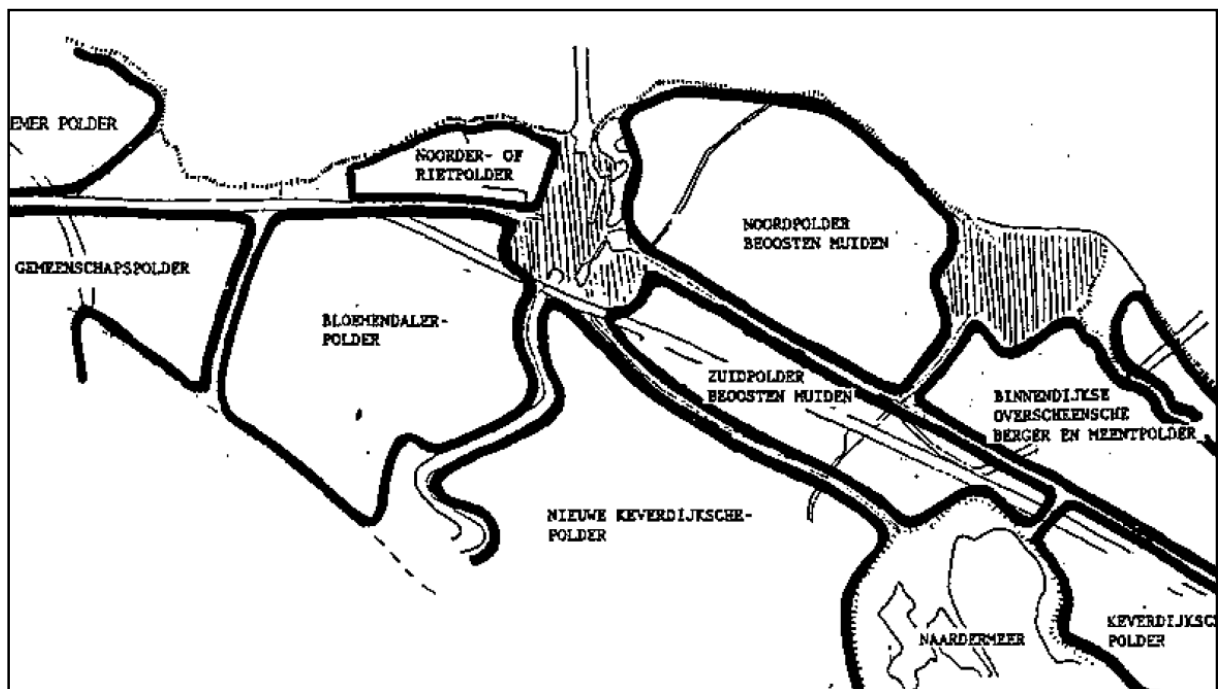 EMER POLDER
NOORDER- OF
RIETPOLDER
NOORDPOLDER
BEOOSTEN MUIDEN
GEMEENSCHAPSPOLDER
BLOEMENDALER-
POLDER
ZUIDPOLDER
BEOOSTEN MUIDEN
BINNENDIJKSE
OVERSCHEENSCHE
BERGER EN MEENTPOLDER
NIEUWE KEVERDIJKSCHE-
POLDER
NAARDERMEER
KEVERDIJKSC
POLDER